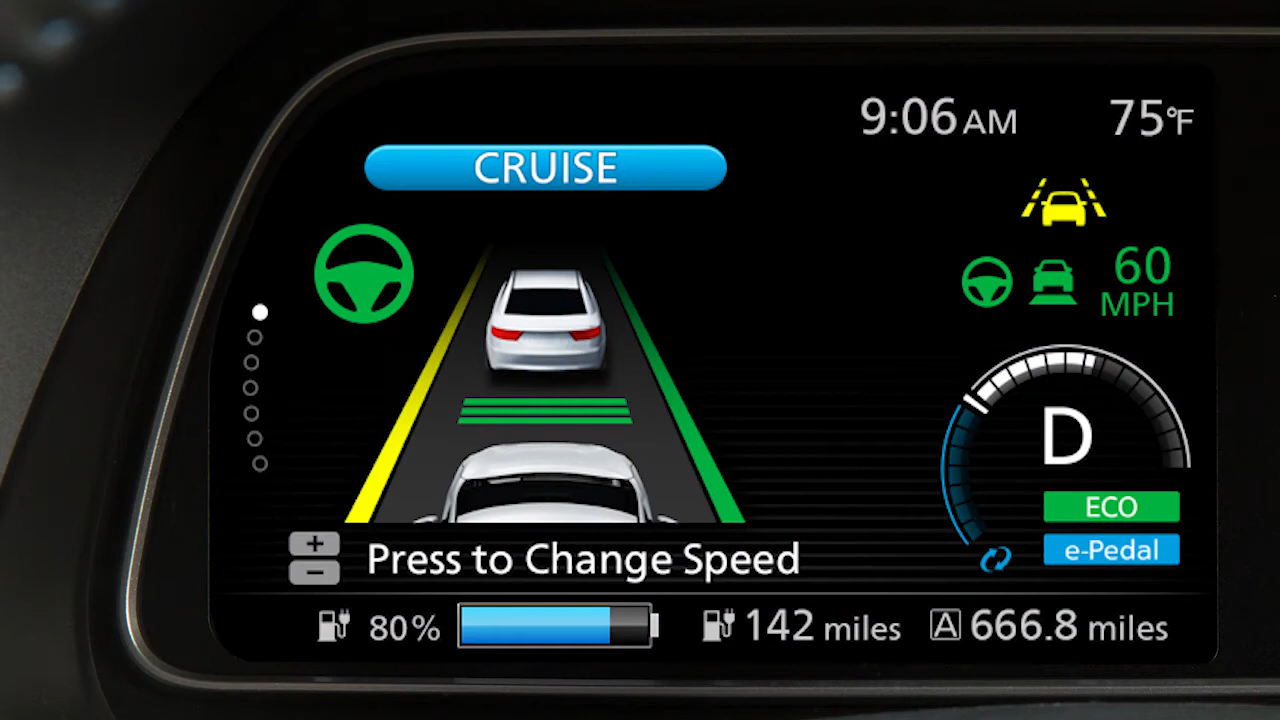 9:06 AM 75°F
CRUISE
60
MPH
D
ECO
e-Pedal
+
−
Press to Change Speed
80% 142 miles A 666.8 miles